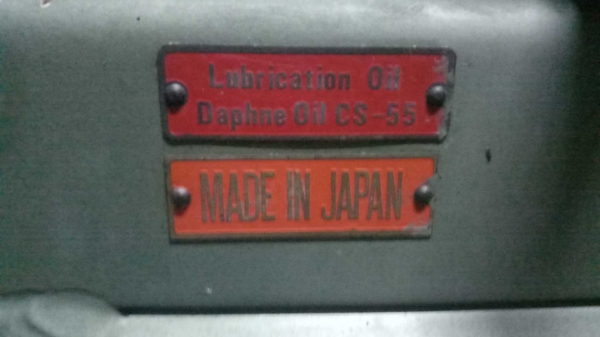 Lubrication Oil
Daphne Oil CS-55
MADE IN JAPAN